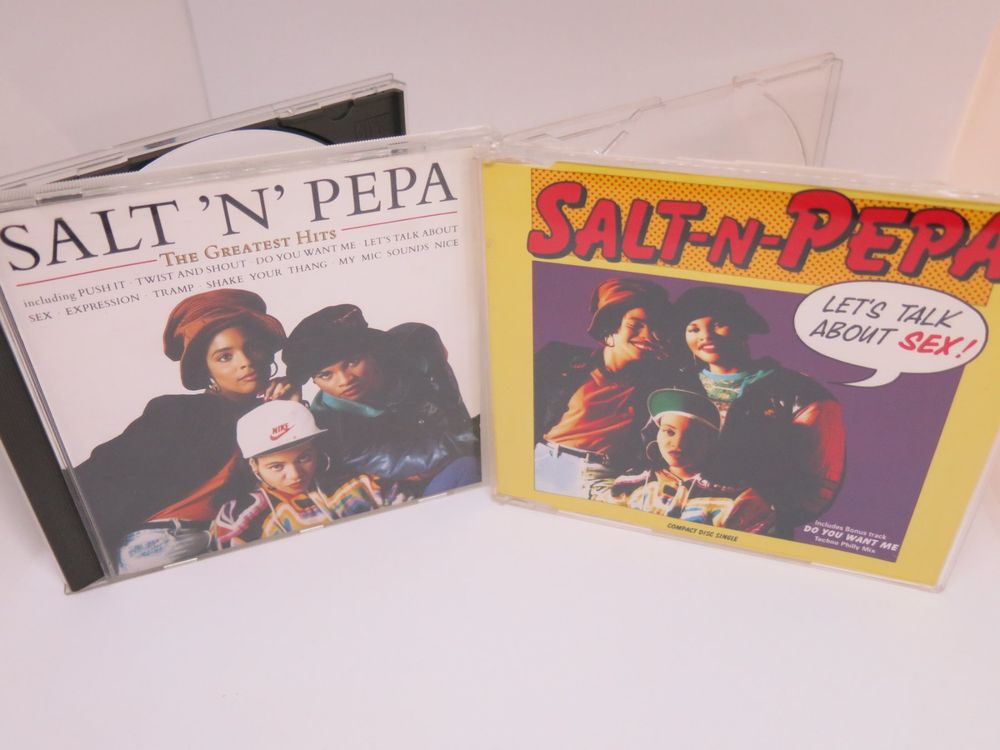 SALT 'N' PEPA
THE GREATEST HITS
including PUSH IT · TWIST AND SHOUT · DO YOU WANT ME LET'S TALK ABOUT
SEX · EXPRESSION · TRAMP · SHAKE YOUR THANG · MY MIC SOUNDS NICE
NIKE
SALT-N-PEPA
LET'S TALK
ABOUT SEX!
Includes Bonus track
DO YOU WANT ME
Techno Philly Mix
COMPACT DISC SINGLE